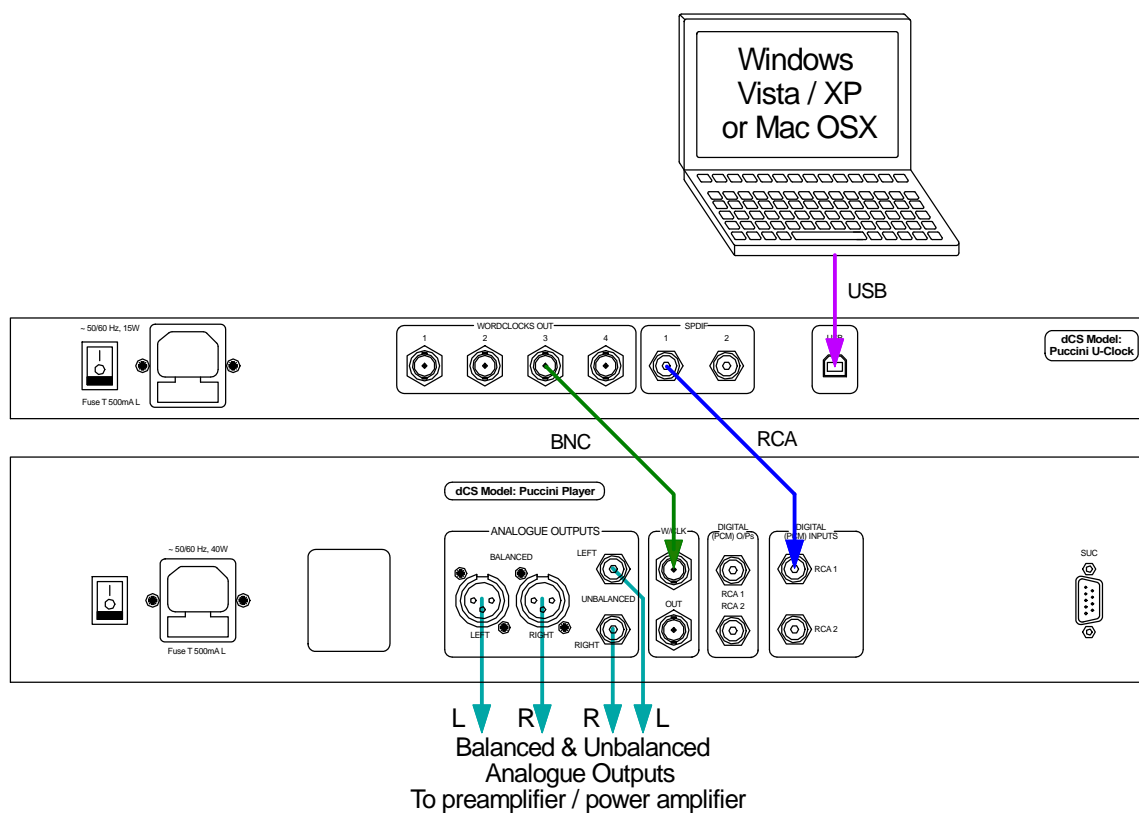 Windows
Vista / XP
or Mac OSX
USB
~ 50/60 Hz, 15W
Fuse T 500mA L
WORDCLOCKS OUT
1 2 3 4
SPDIF
1 2
USB
dCS Model:
Puccini U-Clock
BNC
RCA
dCS Model: Puccini Player
~ 50/60 Hz, 40W
Fuse T 500mA L
ANALOGUE OUTPUTS
BALANCED
LEFT
RIGHT
LEFT
UNBALANCED
RIGHT
W/CLK
OUT
DIGITAL
(PCM) O/Ps
RCA 1
RCA 2
DIGITAL
(PCM) INPUTS
RCA 1
RCA 2
SUC
L R R L
Balanced & Unbalanced
Analogue Outputs
To preamplifier / power amplifier